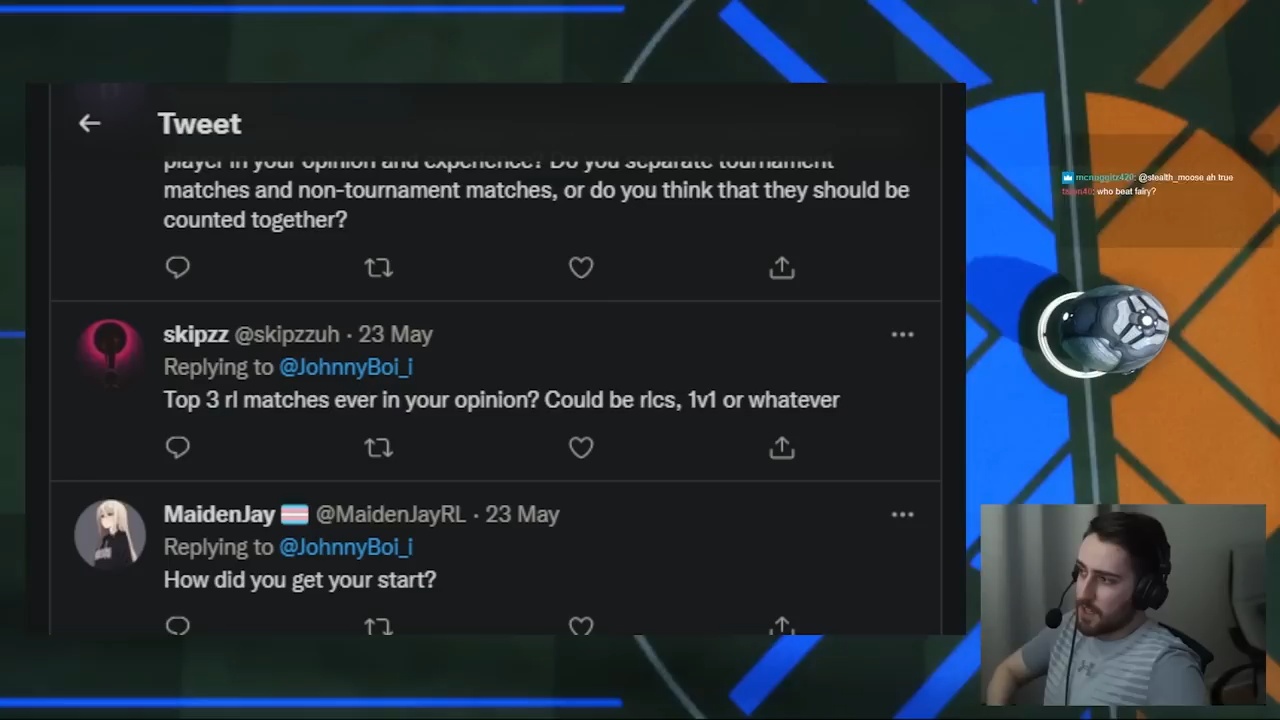 Tweet
player in your opinion and experience? Do you separate tournament
matches and non-tournament matches, or do you think that they should be
counted together?
skipzz @skipzzuh · 23 May
Replying to @JohnnyBoi_i
Top 3 rl matches ever in your opinion? Could be rlcs, 1v1 or whatever
MaidenJay @MaidenJayRL · 23 May
Replying to @JohnnyBoi_i
How did you get your start?
mcnuggitz420: @stealth_moose ah true
who beat fairy?